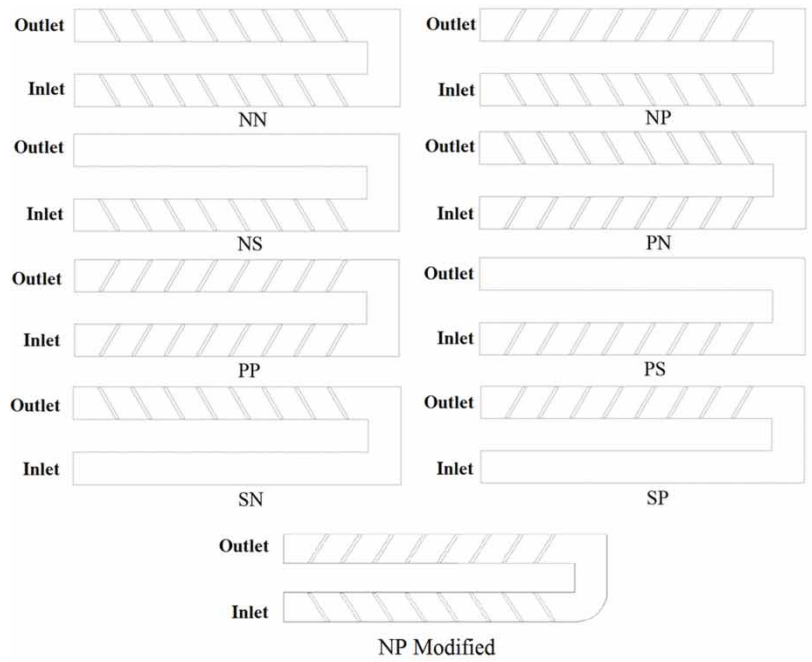 Outlet
Inlet
NN
Outlet
Inlet
NP
Outlet
Inlet
NS
Outlet
Inlet
PN
Outlet
Inlet
PP
Outlet
Inlet
PS
Outlet
Inlet
SN
Outlet
Inlet
SP
Outlet
Inlet
NP Modified